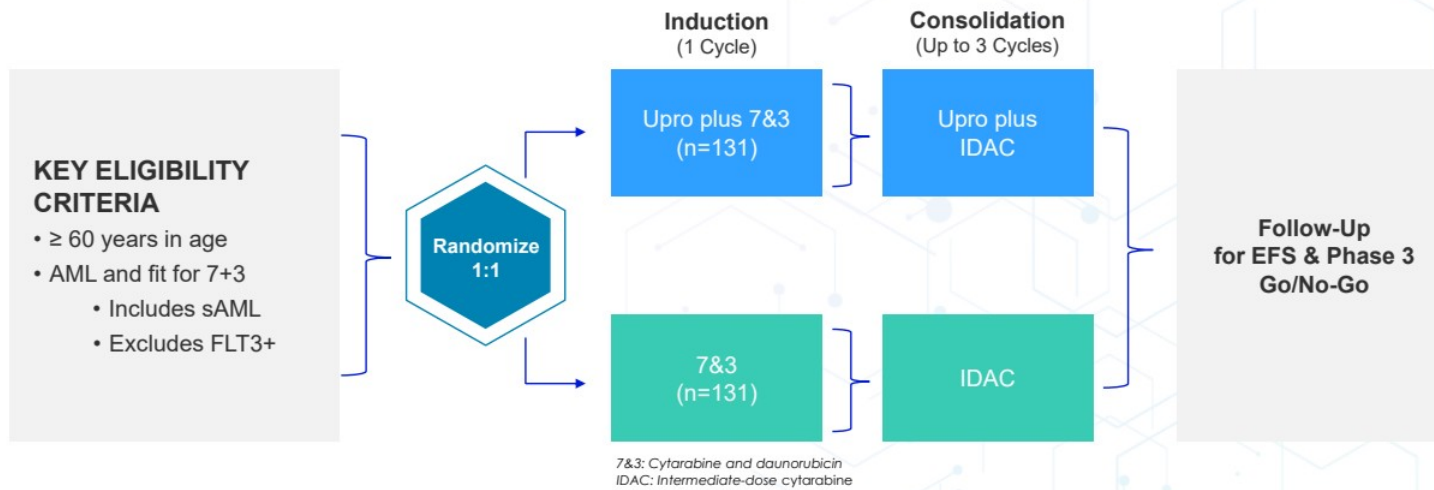 Induction
(1 Cycle)
Consolidation
(Up to 3 Cycles)
KEY ELIGIBILITY
CRITERIA
• ≥ 60 years in age
• AML and fit for 7+3
• Includes sAML
• Excludes FLT3+
Randomize
1:1
Upro plus 7&3
(n=131)
Upro plus
IDAC
7&3
(n=131)
IDAC
Follow-Up
for EFS & Phase 3
Go/No-Go
7&3: Cytarabine and daunorubicin
IDAC: Intermediate-dose cytarabine